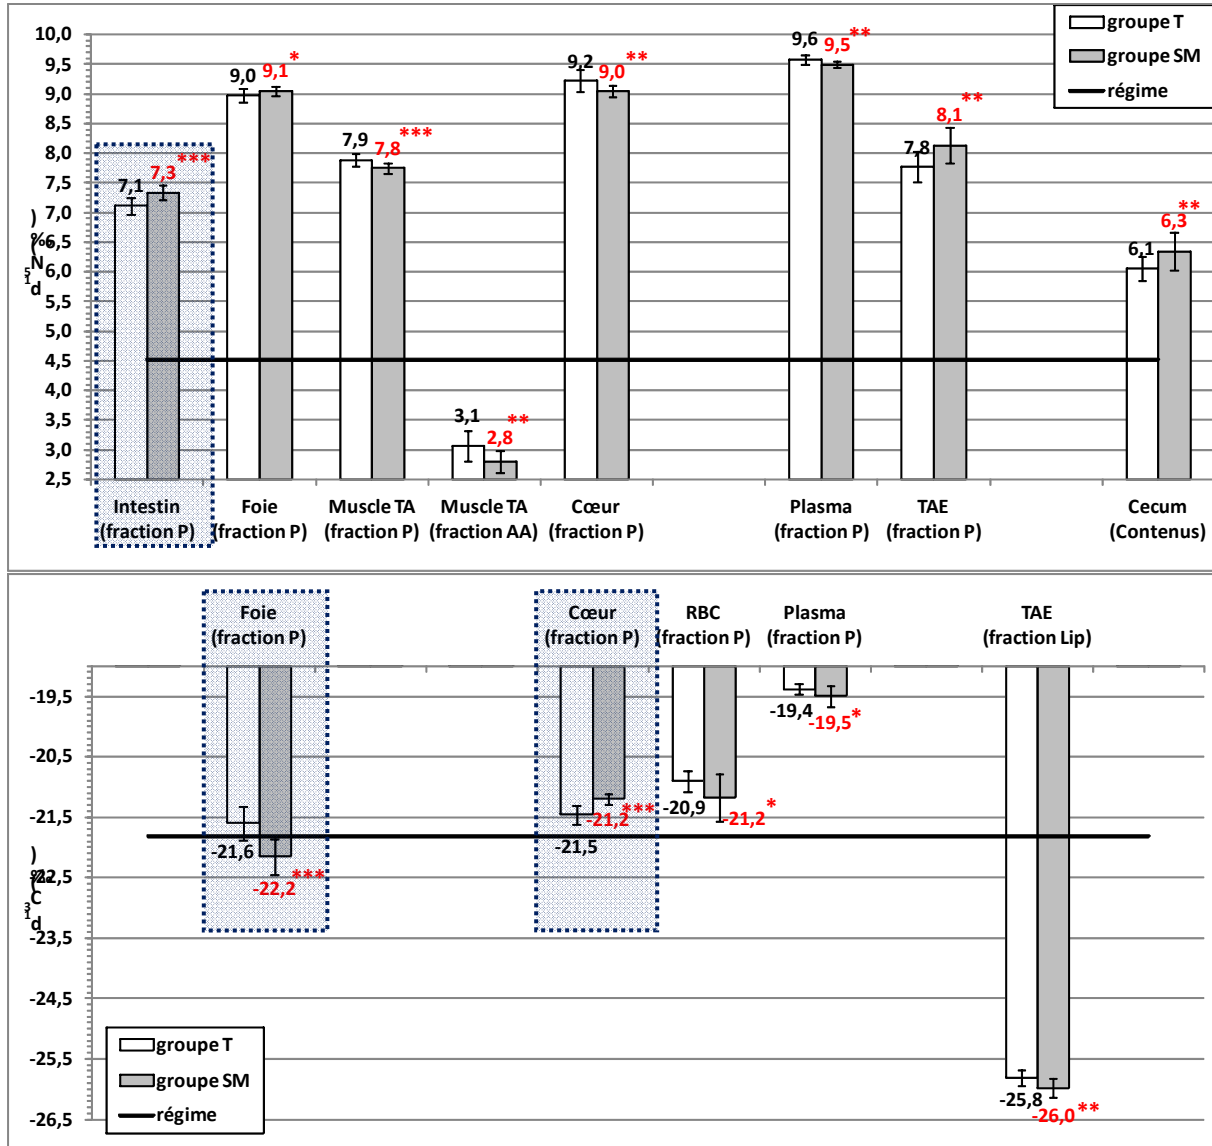 groupe T
groupe SM
régime
10,0
9,5
9,0
8,5
8,0
7,5
7,0
6,5
6,0
5,5
5,0
4,5
4,0
3,5
3,0
2,5
7,1 7,3***
9,0 9,1*
7,9 7,8***
3,1 2,8**
9,2 9,0**
9,6 9,5**
7,8 8,1**
6,1 6,3**
Intestin
(fraction P)
Foie
(fraction P)
Muscle TA
(fraction P)
Muscle TA
(fraction AA)
Cœur
(fraction P)
Plasma
(fraction P)
TAE
(fraction P)
Cecum
(Contenus)
Foie
(fraction P)
Cœur
(fraction P)
RBC
(fraction P)
Plasma
(fraction P)
TAE
(fraction Lip)
-19,5
-20,5
-21,5
-22,5
-23,5
-24,5
-25,5
-26,5
-21,6
-22,2***
-21,5
-21,2***
-20,9
-21,2*
-19,4
-19,5*
-25,8
-26,0**
groupe T
groupe SM
régime